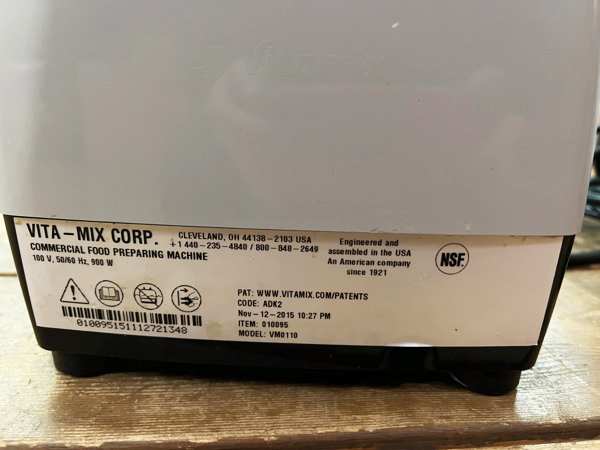 Vitamix
VITA-MIX CORP.
CLEVELAND, OH 44138-2103 USA
+1 440-235-4840 / 800-848-2649
COMMERCIAL FOOD PREPARING MACHINE
100 V, 50/60 Hz, 900 W
Engineered and
assembled in the USA
An American company
since 1921
NSF.
PAT: WWW.VITAMIX.COM/PATENTS
CODE: ADK2
Nov-12-2015 10:27 PM
ITEM: 010095
MODEL: VM0110
010095151112721348